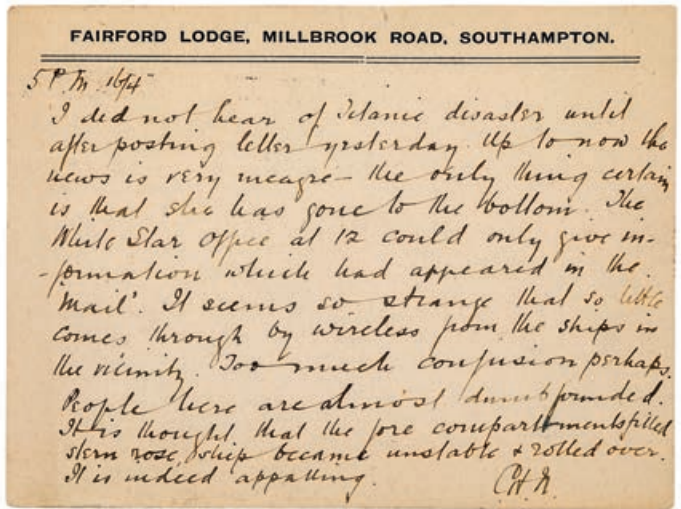 FAIRFORD LODGE, MILLBROOK ROAD, SOUTHAMPTON.
5 P.M. 16/4
I did not hear of Titanic disaster until
after posting letter yesterday. Up to now the
news is very meagre – the only thing certain
is that she has gone to the bottom. The
White Star Office at 12 could only give in-
-formation which had appeared in the
'Mail'. It seems so strange that so little
comes through by wireless from the ships in
the vicinity. Too much confusion perhaps.
People here are almost dumbfounded.
It is thought that the fore compartments filled
stern rose, ship became unstable & rolled over.
It is indeed appalling.